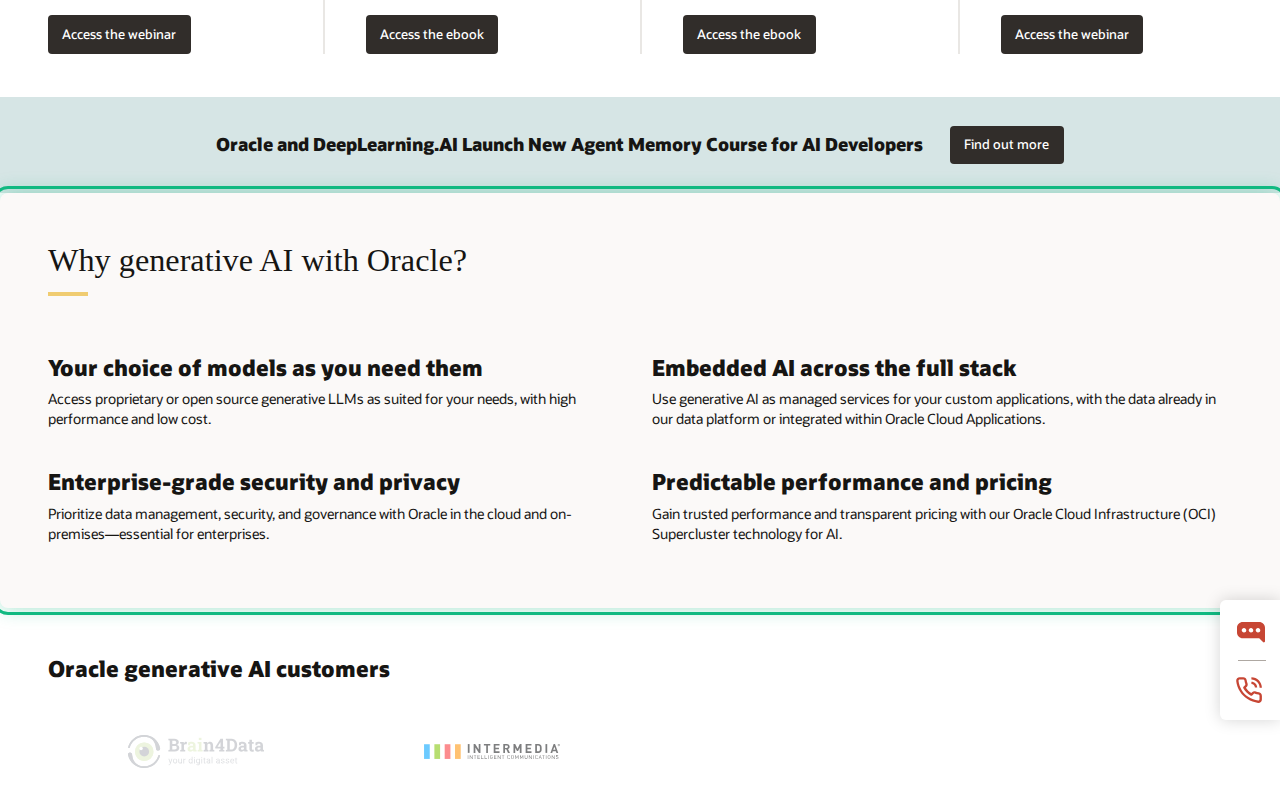 Access the webinar
Access the ebook
Access the ebook
Access the webinar
Oracle and DeepLearning.AI Launch New Agent Memory Course for AI Developers
Find out more
Why generative AI with Oracle?
Your choice of models as you need them
Access proprietary or open source generative LLMs as suited for your needs, with high
performance and low cost.
Embedded AI across the full stack
Use generative AI as managed services for your custom applications, with the data already in
our data platform or integrated within Oracle Cloud Applications.
Enterprise-grade security and privacy
Prioritize data management, security, and governance with Oracle in the cloud and on-
premises—essential for enterprises.
Predictable performance and pricing
Gain trusted performance and transparent pricing with our Oracle Cloud Infrastructure (OCI)
Supercluster technology for AI.
Oracle generative AI customers
Brain4Data
your digital asset
INTERMEDIA
INTELLIGENT COMMUNICATIONS